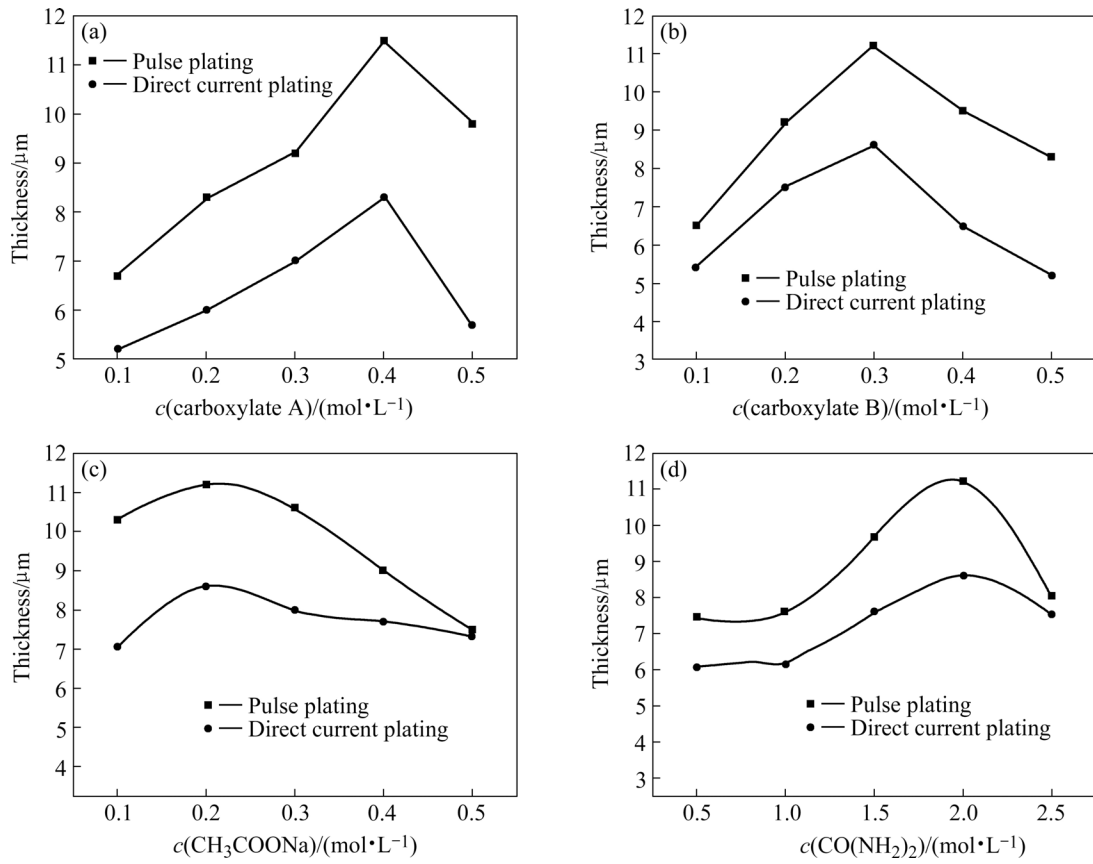 (a)
Pulse plating
Direct current plating
12
11
10
9
8
7
6
5
Thickness/μm
0.1 0.2 0.3 0.4 0.5
c(carboxylate A)/(mol•L⁻¹)
(b)
12
11
10
9
8
7
6
5
4
3
Thickness/μm
Pulse plating
Direct current plating
0.1 0.2 0.3 0.4 0.5
c(carboxylate B)/(mol•L⁻¹)
(c)
12
11
10
9
8
7
6
5
4
Thickness/μm
Pulse plating
Direct current plating
0.1 0.2 0.3 0.4 0.5
c(CH₃COONa)/(mol•L⁻¹)
(d)
12
11
10
9
8
7
6
5
4
3
Thickness/μm
Pulse plating
Direct current plating
0.5 1.0 1.5 2.0 2.5
c(CO(NH₂)₂)/(mol•L⁻¹)